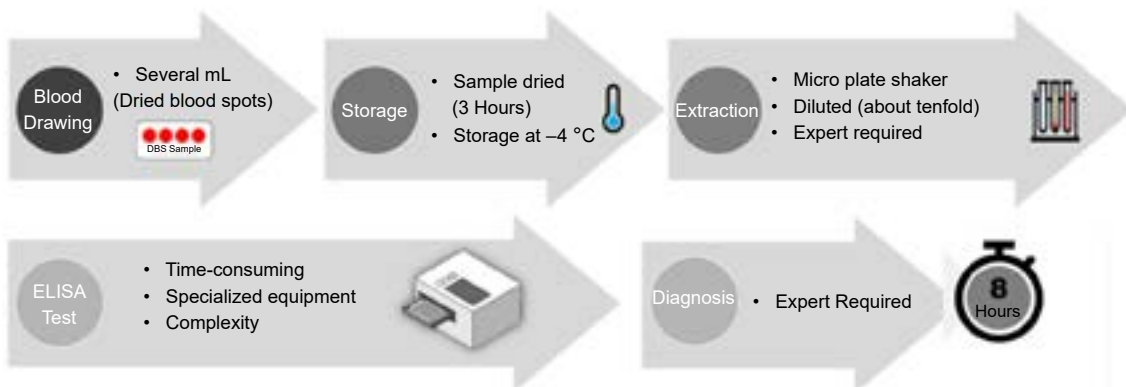 Blood
Drawing
• Several mL
(Dried blood spots)
DBS Sample
Storage
• Sample dried
(3 Hours)
• Storage at –4 °C
Extraction
• Micro plate shaker
• Diluted (about tenfold)
• Expert required
ELISA
Test
• Time-consuming
• Specialized equipment
• Complexity
Diagnosis
• Expert Required
8
Hours